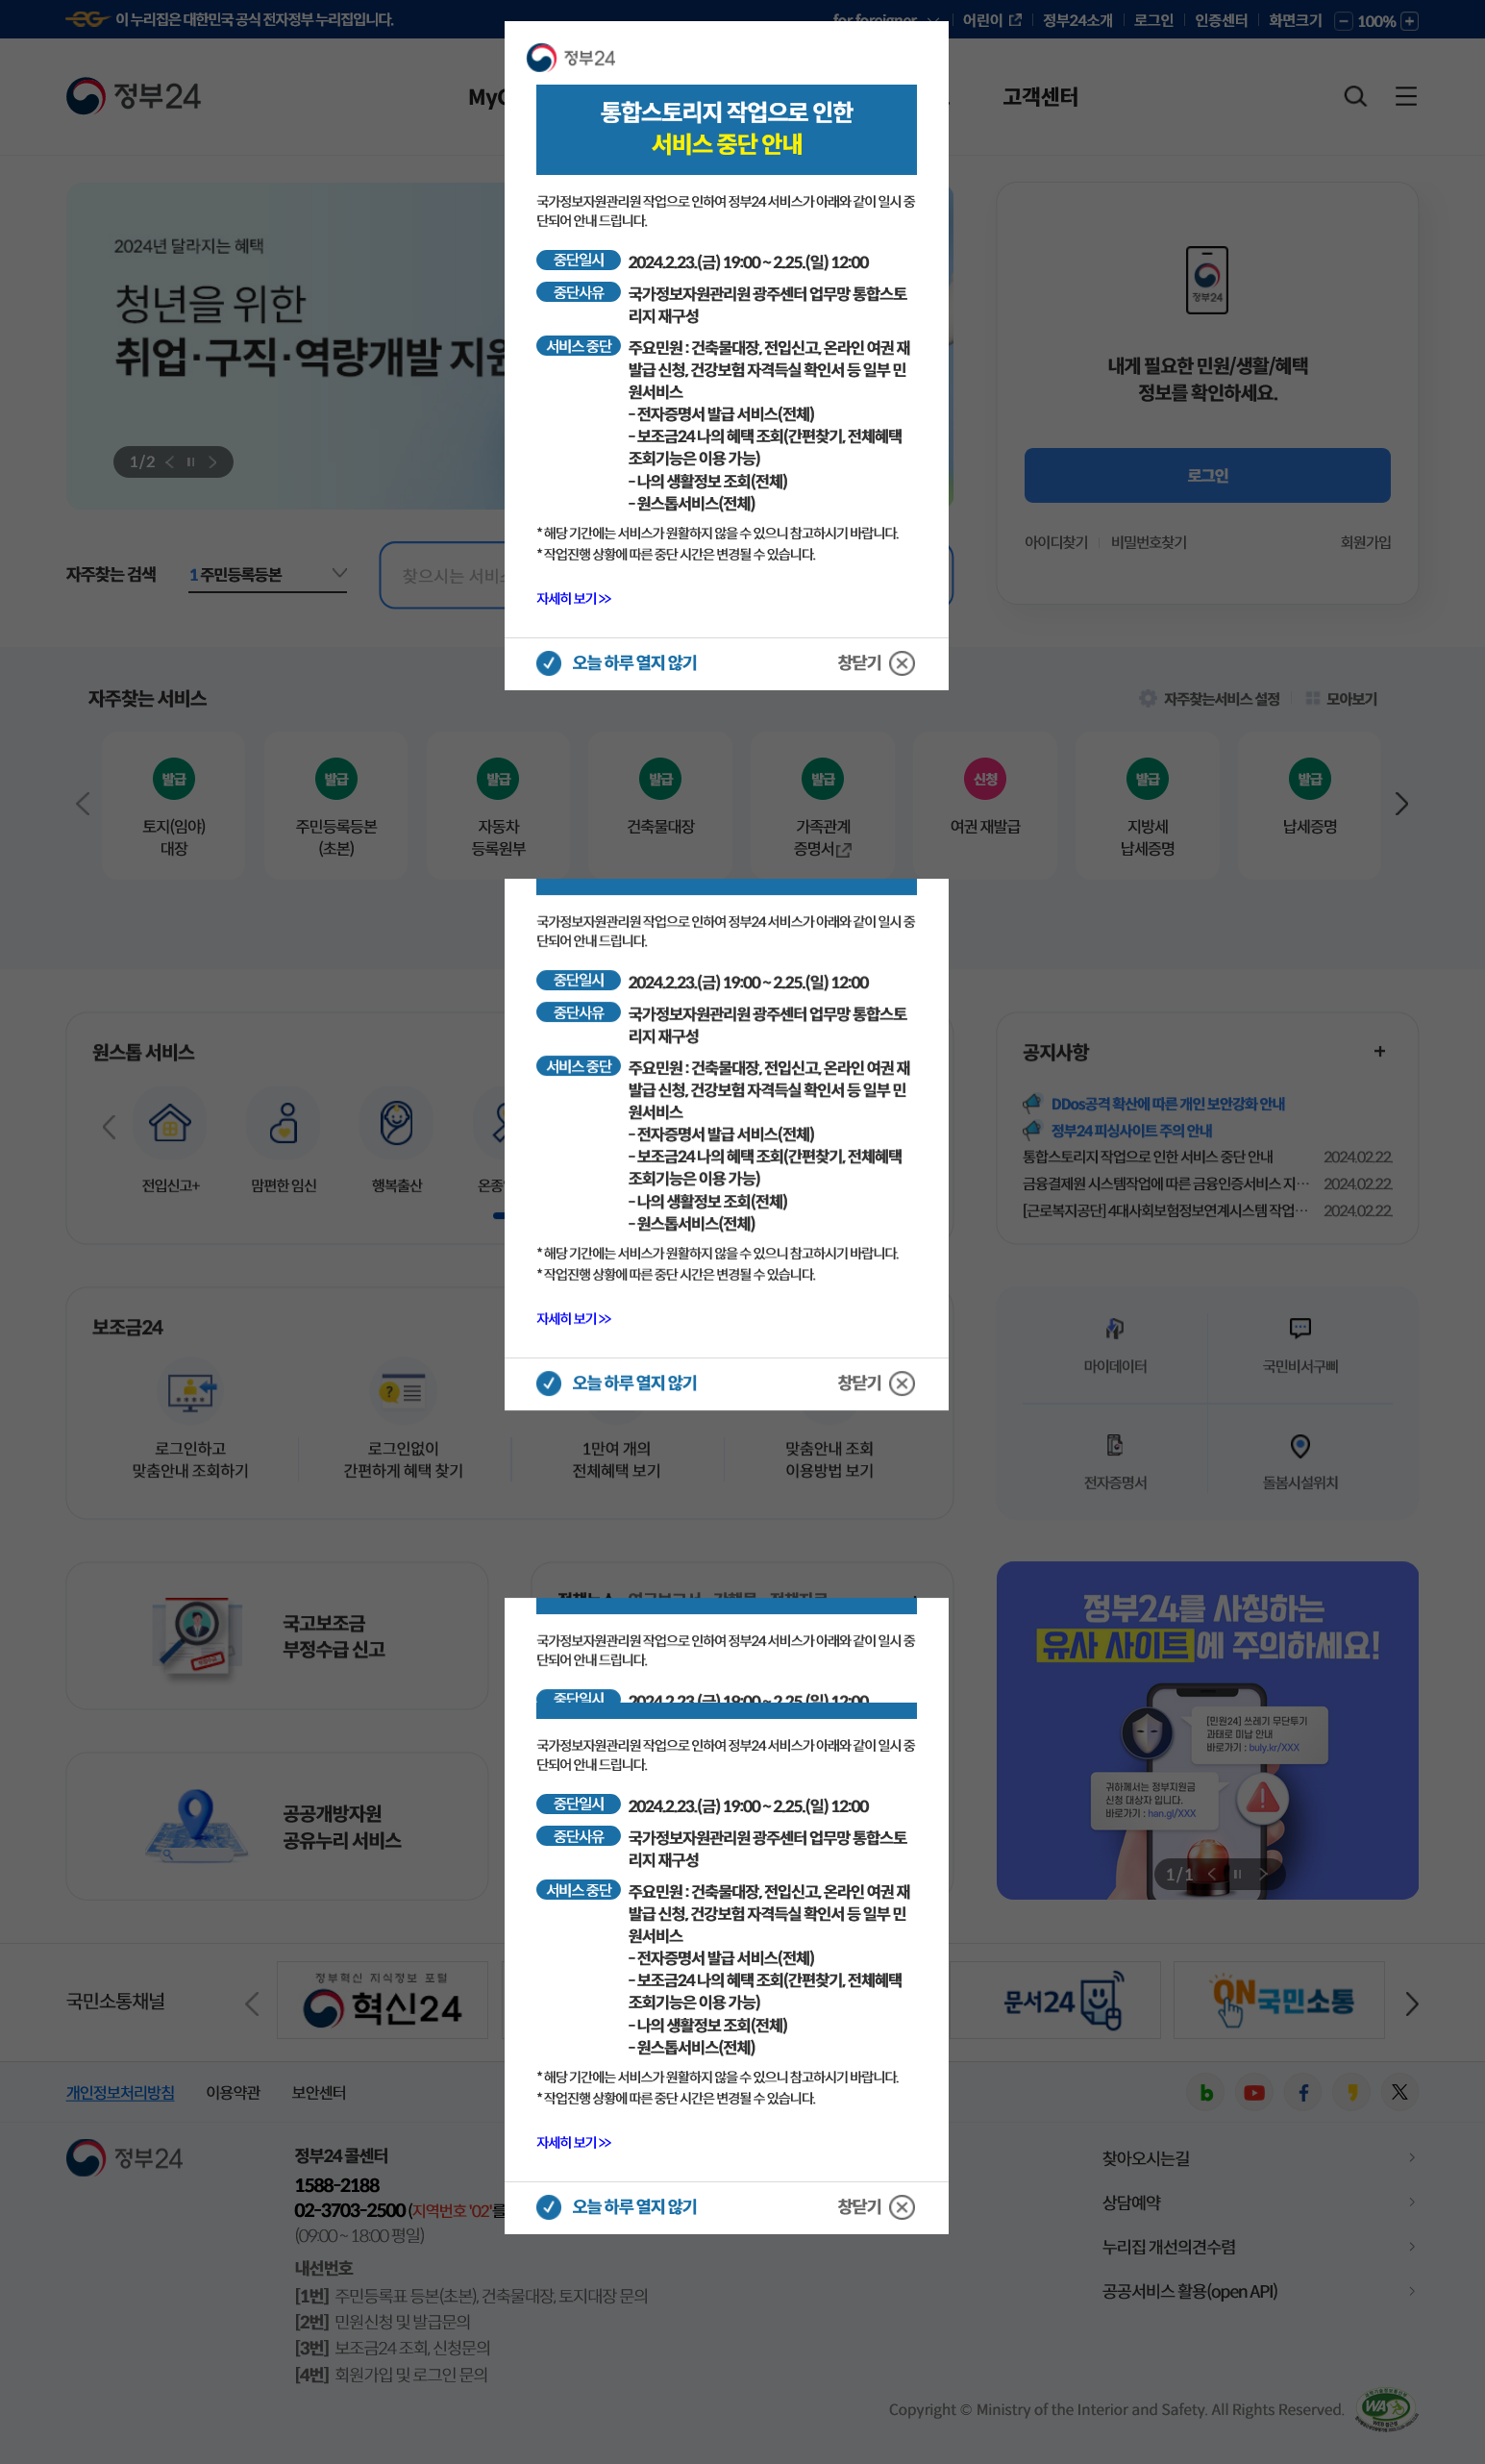 이 누리집은 대한민국 공식 전자정부 누리집입니다.
어린이
정부24소개
로그인
인증센터
화면크기
100%
정부24
고객센터
정부24
통합스토리지 작업으로 인한
서비스 중단 안내
국가정보자원관리원 작업으로 인하여 정부24 서비스가 아래와 같이 일시 중
단되어 안내 드립니다.
중단일시 2024.2.23.(금) 19:00 ~ 2.25.(일) 12:00
중단사유 국가정보자원관리원 광주센터 업무망 통합스토
리지 재구성
서비스 중단 주요민원 : 건축물대장, 전입신고, 온라인 여권 재
발급 신청, 건강보험 자격득실 확인서 등 일부 민
원서비스
- 전자증명서 발급 서비스(전체)
- 보조금24 나의 혜택 조회(간편찾기, 전체혜택
조회기능은 이용 가능)
- 나의 생활정보 조회(전체)
- 원스톱서비스(전체)
* 해당 기간에는 서비스가 원활하지 않을 수 있으니 참고하시기 바랍니다.
* 작업진행 상황에 따른 중단 시간은 변경될 수 있습니다.
자세히 보기 >>
오늘 하루 열지 않기
창닫기
2024년 달라지는 혜택
청년을 위한
취업·구직·역량개발
1/2
내게 필요한 민원/생활/혜택
정보를 확인하세요.
로그인
아이디찾기
비밀번호찾기
회원가입
자주찾는 검색
1 주민등록등본
찾으시는
자주찾는 서비스
자주찾는서비스 설정
모아보기
발급
토지(임야)
대장
발급
주민등록등본
(초본)
발급
자동차
등록원부
발급
건축물대장
발급
가족관계
증명서
신청
여권 재발급
발급
지방세
납세증명
발급
납세증명
국가정보자원관리원 작업으로 인하여 정부24 서비스가 아래와 같이 일시 중
단되어 안내 드립니다.
중단일시 2024.2.23.(금) 19:00 ~ 2.25.(일) 12:00
중단사유 국가정보자원관리원 광주센터 업무망 통합스토
리지 재구성
서비스 중단 주요민원 : 건축물대장, 전입신고, 온라인 여권 재
발급 신청, 건강보험 자격득실 확인서 등 일부 민
원서비스
- 전자증명서 발급 서비스(전체)
- 보조금24 나의 혜택 조회(간편찾기, 전체혜택
조회기능은 이용 가능)
- 나의 생활정보 조회(전체)
- 원스톱서비스(전체)
* 해당 기간에는 서비스가 원활하지 않을 수 있으니 참고하시기 바랍니다.
* 작업진행 상황에 따른 중단 시간은 변경될 수 있습니다.
자세히 보기 >>
오늘 하루 열지 않기
창닫기
원스톱 서비스
전입신고+
맘편한 임신
행복출산
공지사항
DDos공격 확산에 따른 개인 보안강화 안내
정부24 피싱사이트 주의 안내
통합스토리지 작업으로 인한 서비스 중단 안내 2024.02.22.
금융결제원 시스템작업에 따른 금융인증서비스 지… 2024.02.22.
[근로복지공단] 4대사회보험정보연계시스템 작업… 2024.02.22.
보조금24
로그인하고
맞춤안내 조회하기
로그인없이
간편하게 혜택 찾기
1만여 개의
전체혜택 보기
맞춤안내 조회
이용방법 보기
마이데이터
국민비서구삐
전자증명서
돌봄시설위치
국고보조금
부정수급 신고
공공개방자원
공유누리 서비스
국가정보자원관리원 작업으로 인하여 정부24 서비스가 아래와 같이 일시 중
단되어 안내 드립니다.
중단일시 2024.2.23.(금) 19:00 ~ 2.25.(일) 12:00
국가정보자원관리원 작업으로 인하여 정부24 서비스가 아래와 같이 일시 중
단되어 안내 드립니다.
중단일시 2024.2.23.(금) 19:00 ~ 2.25.(일) 12:00
중단사유 국가정보자원관리원 광주센터 업무망 통합스토
리지 재구성
서비스 중단 주요민원 : 건축물대장, 전입신고, 온라인 여권 재
발급 신청, 건강보험 자격득실 확인서 등 일부 민
원서비스
- 전자증명서 발급 서비스(전체)
- 보조금24 나의 혜택 조회(간편찾기, 전체혜택
조회기능은 이용 가능)
- 나의 생활정보 조회(전체)
- 원스톱서비스(전체)
* 해당 기간에는 서비스가 원활하지 않을 수 있으니 참고하시기 바랍니다.
* 작업진행 상황에 따른 중단 시간은 변경될 수 있습니다.
자세히 보기 >>
오늘 하루 열지 않기
창닫기
정부24를 사칭하는
유사 사이트에 주의하세요!
[민원24] 쓰레기 무단투기
과태료 미납 안내
바로가기 : buly.kr/XXX
귀하께서는 정부지원금
신청 대상자 입니다.
바로가기 : han.gl/XXX
1/1
국민소통채널
정부혁신 지식정보 포털
혁신24
문서24
ON국민소통
개인정보처리방침
이용약관
보안센터
정부24
정부24 콜센터
1588-2188
02-3703-2500 (지역번호 '02'를
(09:00 ~ 18:00 평일)
내선번호
[1번] 주민등록표 등본(초본), 건축물대장, 토지대장 문의
[2번] 민원신청 및 발급문의
[3번] 보조금24 조회, 신청문의
[4번] 회원가입 및 로그인 문의
찾아오시는길
상담예약
누리집 개선의견수렴
공공서비스 활용(open API)
Copyright © Ministry of the Interior and Safety. All Rights Reserved.
WA